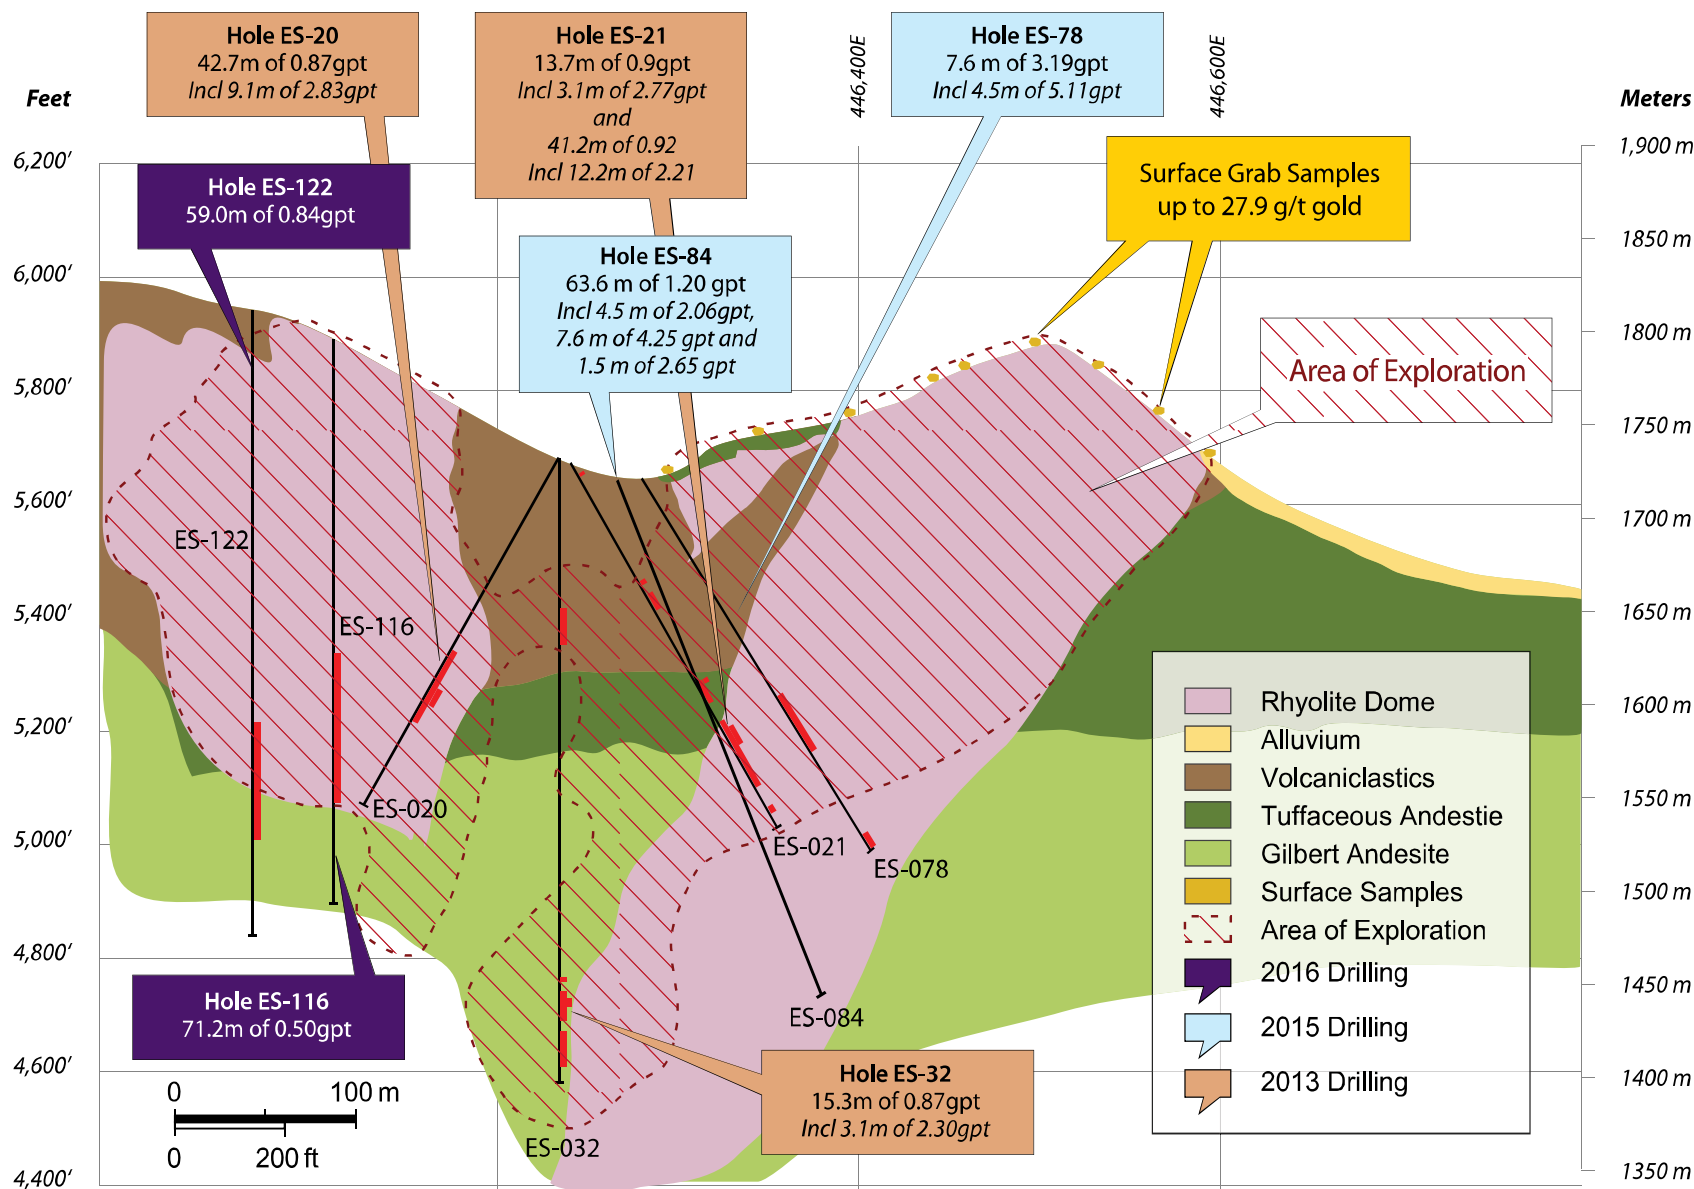 Hole ES-20
42.7m of 0.87gpt
Incl 9.1m of 2.83gpt
Hole ES-21
13.7m of 0.9gpt
Incl 3.1m of 2.77gpt
and
41.2m of 0.92
Incl 12.2m of 2.21
446,400E
Hole ES-78
7.6 m of 3.19gpt
Incl 4.5m of 5.11gpt
446,600E
Feet
Meters
6,200'
6,000'
5,800'
5,600'
5,400'
5,200'
5,000'
4,800'
4,600'
4,400'
1,900 m
1850 m
1800 m
1750 m
1700 m
1650 m
1600 m
1550 m
1500 m
1450 m
1400 m
1350 m
Hole ES-122
59.0m of 0.84gpt
Surface Grab Samples
up to 27.9 g/t gold
Hole ES-84
63.6 m of 1.20 gpt
Incl 4.5 m of 2.06gpt,
7.6 m of 4.25 gpt and
1.5 m of 2.65 gpt
Area of Exploration
ES-122
ES-116
ES-020
ES-021
ES-078
ES-084
ES-032
Hole ES-116
71.2m of 0.50gpt
Hole ES-32
15.3m of 0.87gpt
Incl 3.1m of 2.30gpt
0 100 m
0 200 ft
Rhyolite Dome
Alluvium
Volcaniclastics
Tuffaceous Andestie
Gilbert Andesite
Surface Samples
Area of Exploration
2016 Drilling
2015 Drilling
2013 Drilling